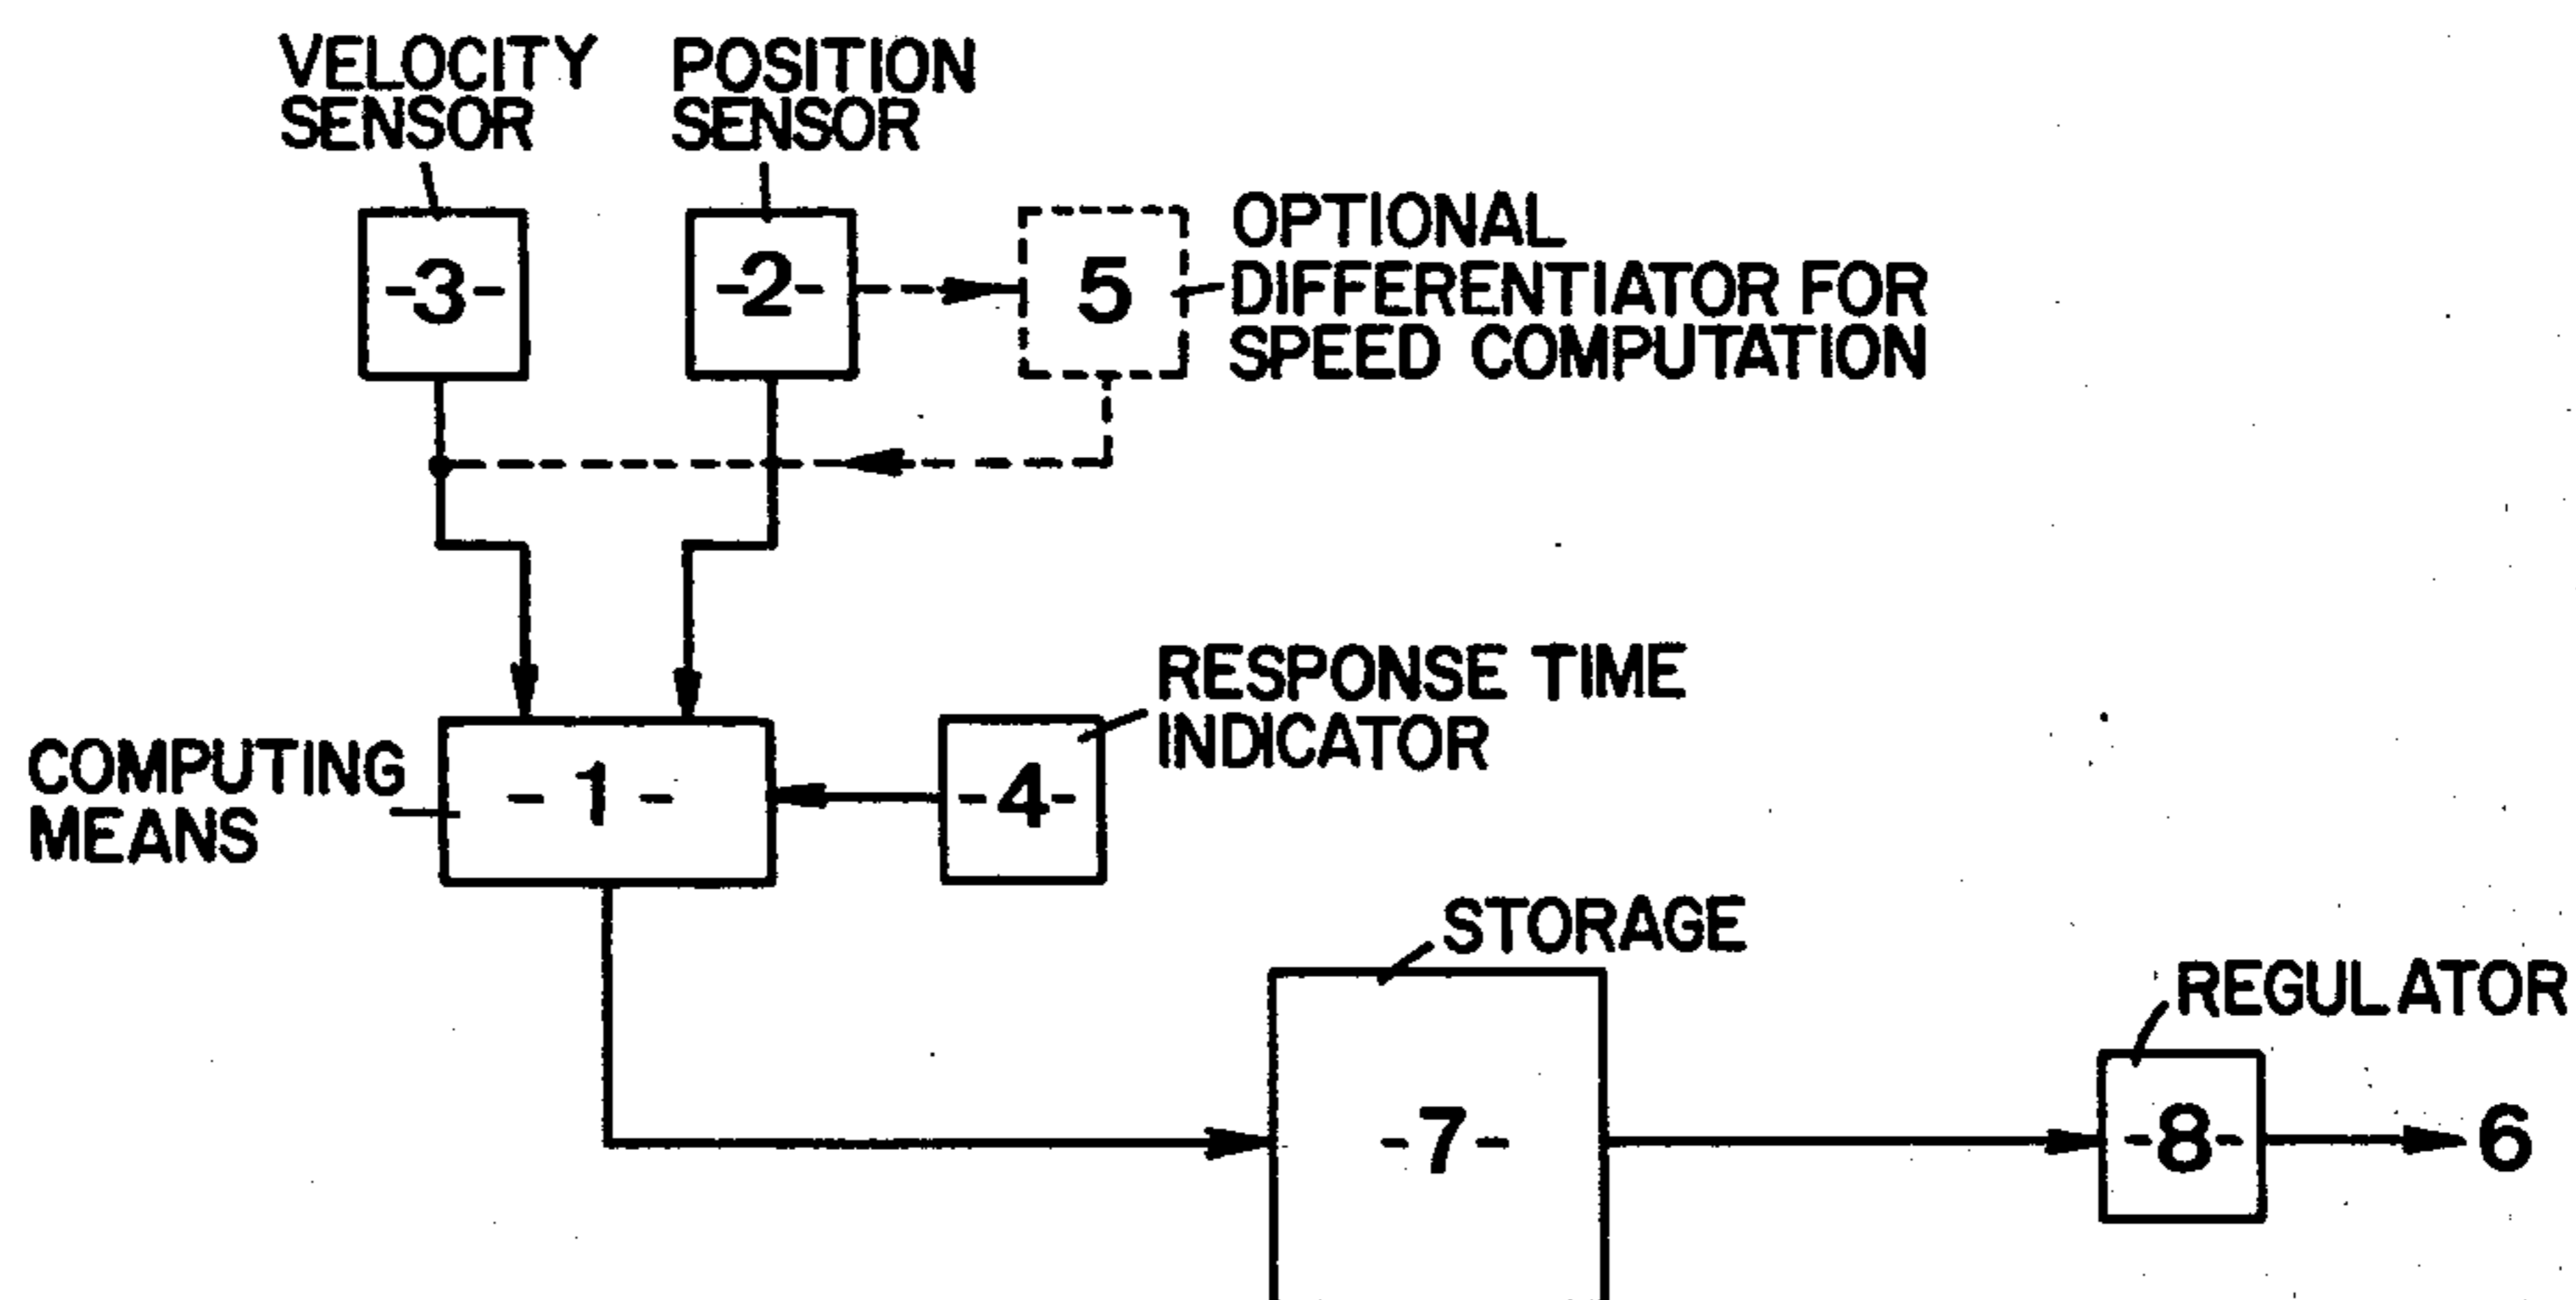 VELOCITY
SENSOR
POSITION
SENSOR
-3-
-2-
5
OPTIONAL
DIFFERENTIATOR FOR
SPEED COMPUTATION
RESPONSE TIME
INDICATOR
COMPUTING
MEANS
- 1 -
-4-
STORAGE
REGULATOR
-7-
-8-
6